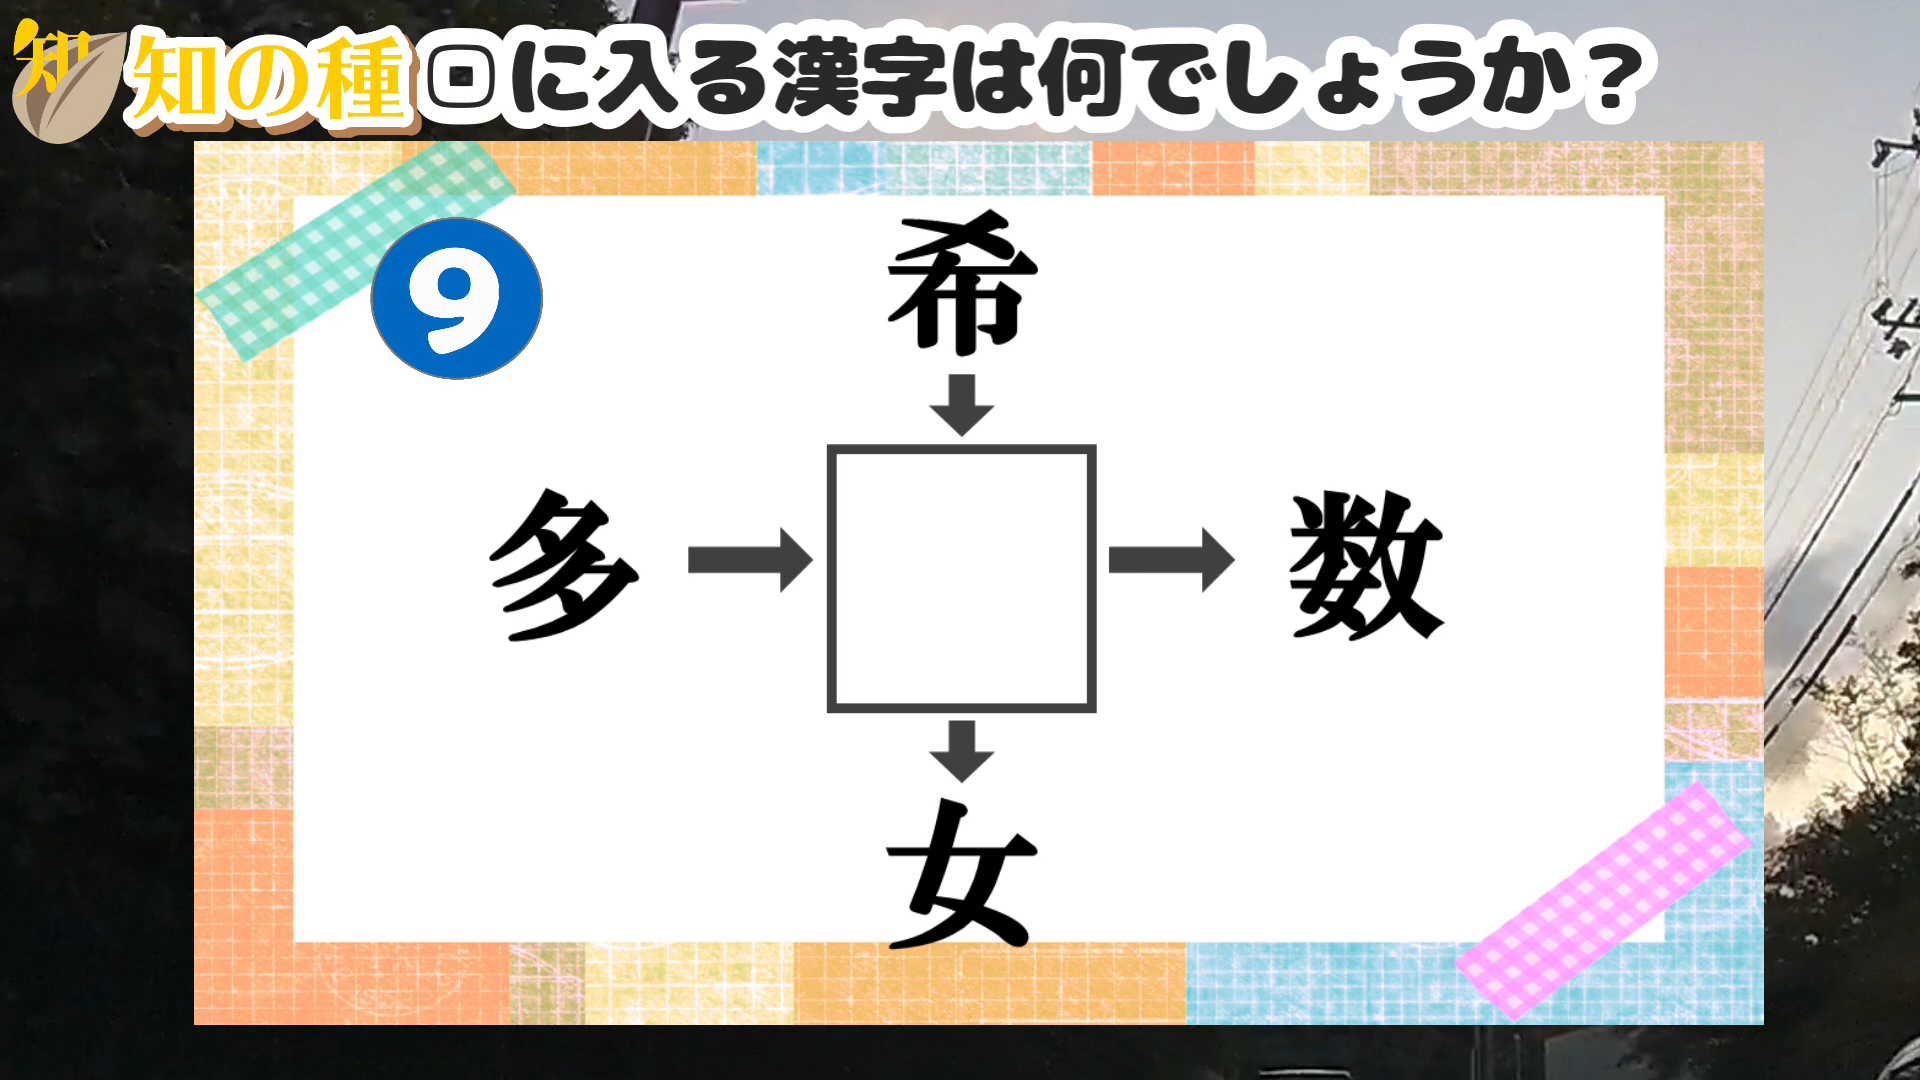 知 知の種 □に入る漢字は何でしょうか？
9
希
多 → □ → 数
女